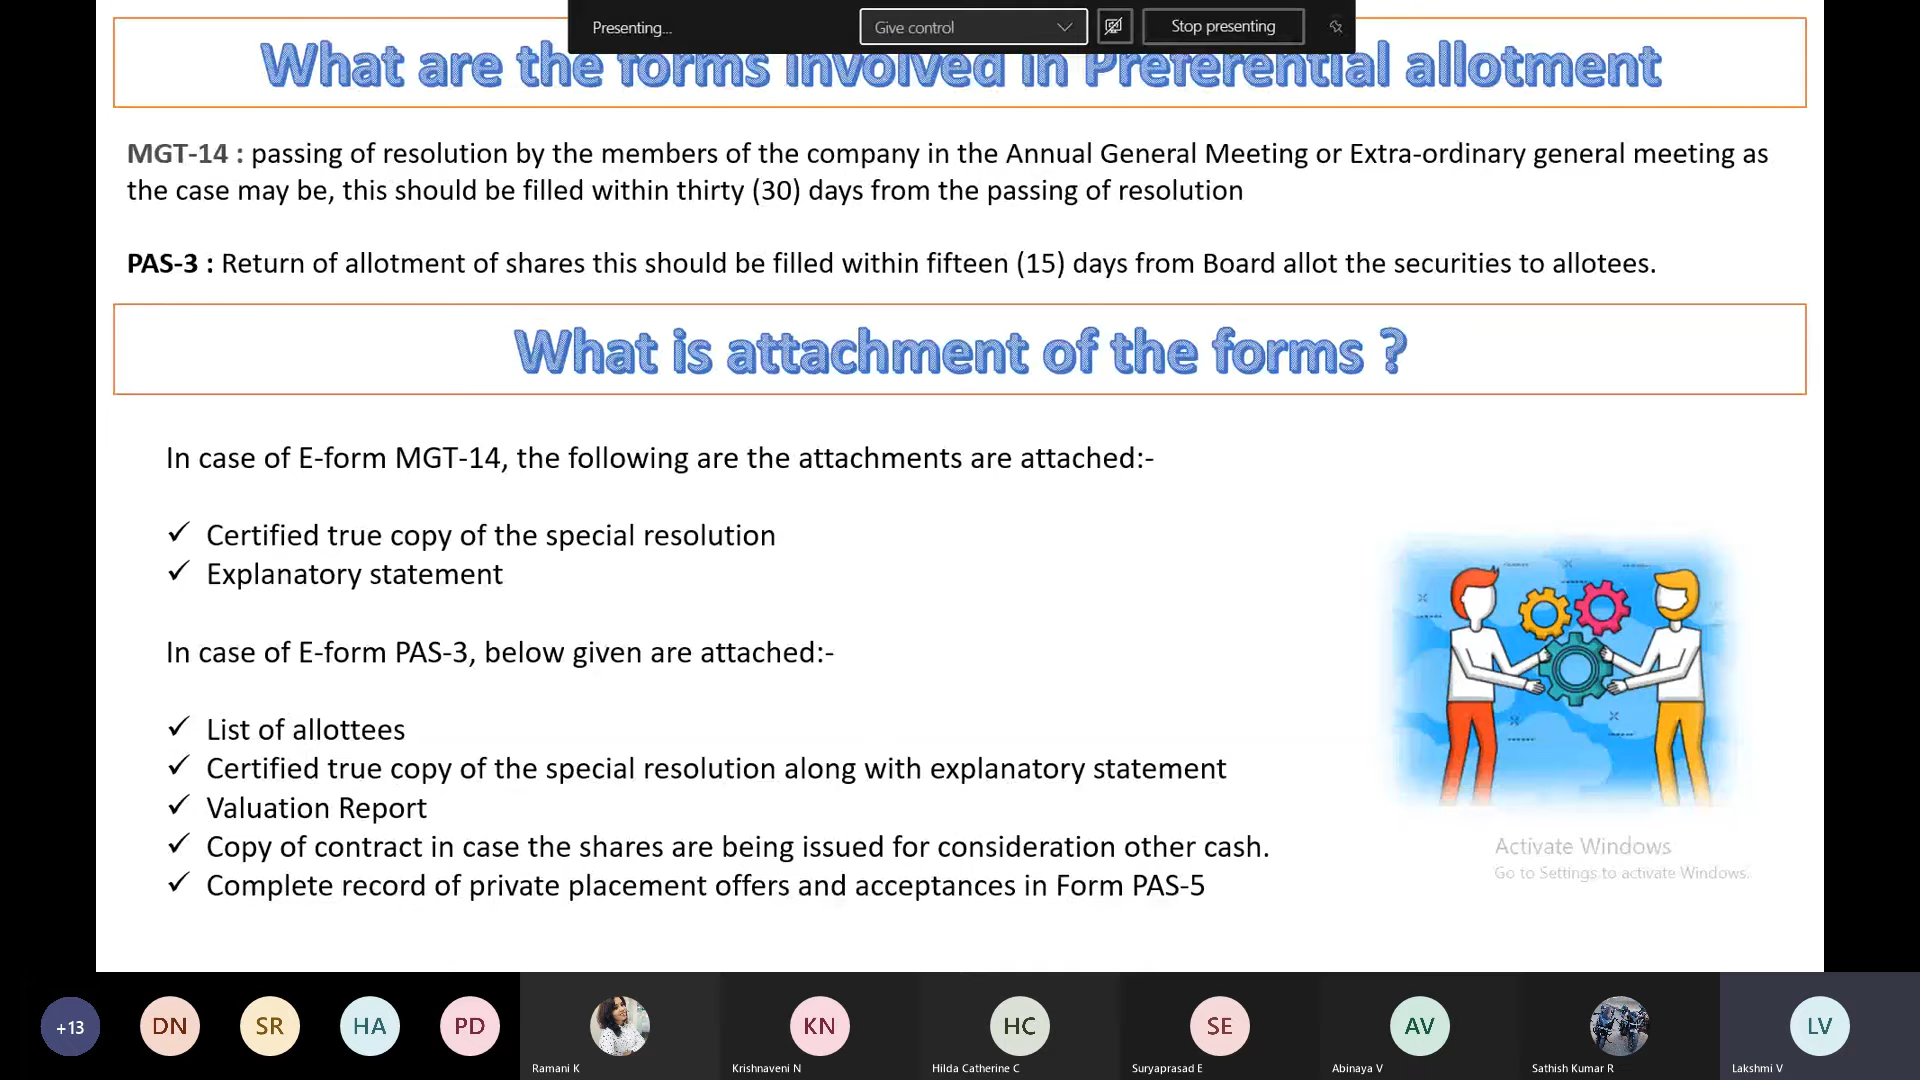 Presenting...
Give control
Stop presenting
What are the forms involved in Preferential allotment
MGT-14 : passing of resolution by the members of the company in the Annual General Meeting or Extra-ordinary general meeting as
the case may be, this should be filled within thirty (30) days from the passing of resolution
PAS-3 : Return of allotment of shares this should be filled within fifteen (15) days from Board allot the securities to allotees.
What is attachment of the forms ?
In case of E-form MGT-14, the following are the attachments are attached:-
✓ Certified true copy of the special resolution
✓ Explanatory statement
In case of E-form PAS-3, below given are attached:-
✓ List of allottees
✓ Certified true copy of the special resolution along with explanatory statement
✓ Valuation Report
✓ Copy of contract in case the shares are being issued for consideration other cash.
✓ Complete record of private placement offers and acceptances in Form PAS-5
Activate Windows
Go to Settings to activate Windows.
+13
DN
SR
HA
PD
KN
HC
SE
AV
LV
Ramani K
Krishnaveni N
Hilda Catherine C
Suryaprasad E
Abinaya V
Sathish Kumar R
Lakshmi V